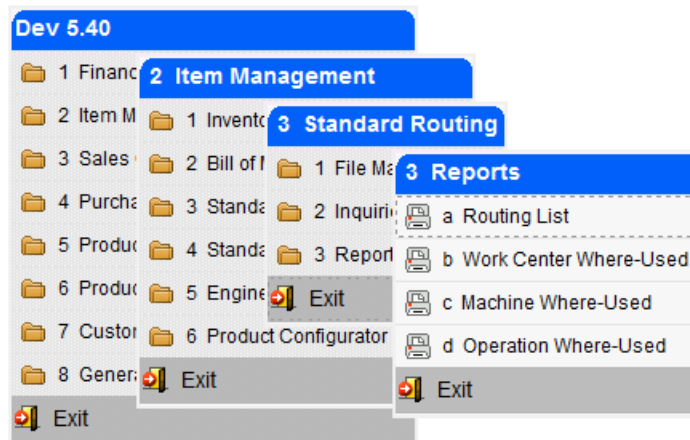 Dev 5.40
1 Financ
2 Item M
3 Sales
4 Purcha
5 Produc
6 Produc
7 Custor
8 Genera
Exit
2 Item Management
1 Invento
2 Bill of
3 Standa
4 Standa
5 Engine
6 Product Configurator
Exit
3 Standard Routing
1 File Ma
2 Inquiri
3 Report
Exit
3 Reports
a Routing List
b Work Center Where-Used
c Machine Where-Used
d Operation Where-Used
Exit